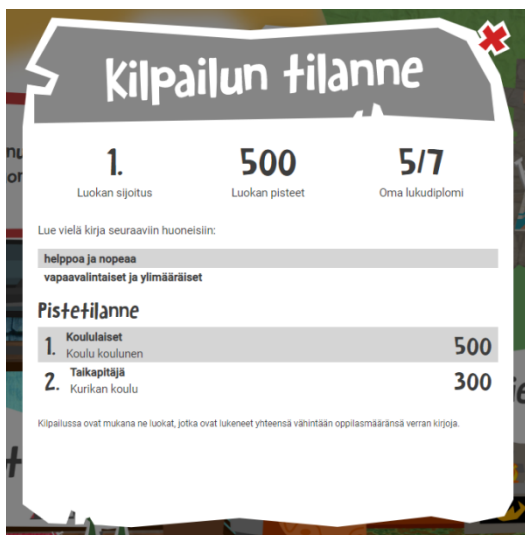 Kilpailun tilanne
1.
500
5/7
Luokan sijoitus
Luokan pisteet
Oma lukudiplomi
Lue vielä kirja seuraaviin huoneisiin:
helppoa ja nopeaa
vapaavalintaiset ja ylimääräiset
Pistetilanne
1. Koululaiset
Koulu koulunen
500
2. Taikapitäjä
Kurikan koulu
300
Kilpailussa ovat mukana ne luokat, jotka ovat lukeneet yhteensä vähintään oppilasmääränsä verran kirjoja.